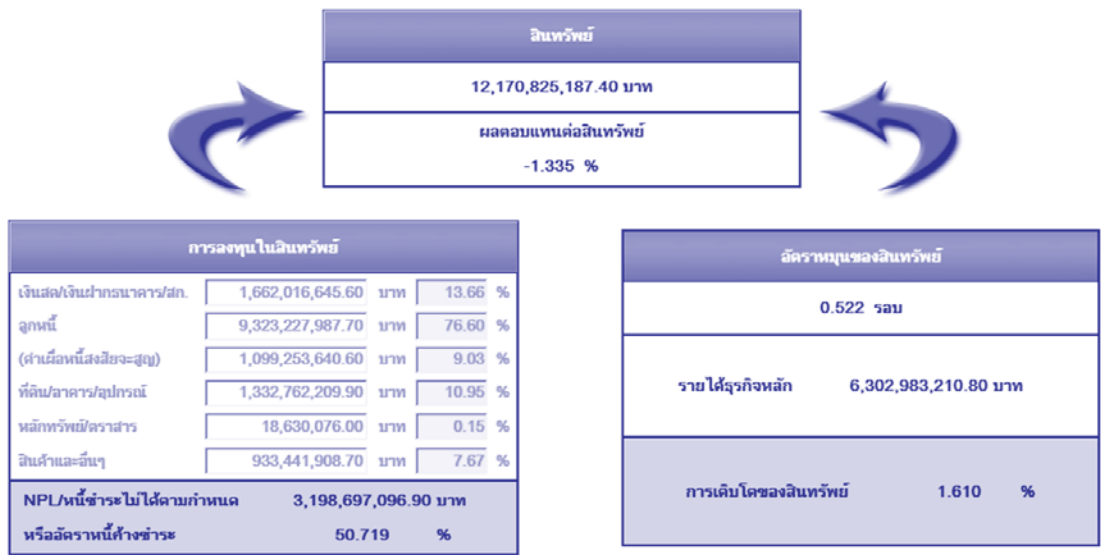 สินทรัพย์
12,170,825,187.40 บาท
ผลตอบแทนต่อสินทรัพย์
-1.335 %
การลงทุนในสินทรัพย์
เงินสด/เงินฝากธนาคาร/สก. 1,662,016,645.60 บาท 13.66 %
ลูกหนี้ 9,323,227,987.70 บาท 76.60 %
(ค่าเผื่อหนี้สงสัยจะสูญ) 1,099,253,640.60 บาท 9.03 %
ที่ดิน/อาคาร/อุปกรณ์ 1,332,762,209.90 บาท 10.95 %
หลักทรัพย์/ตราสาร 18,630,076.00 บาท 0.15 %
สินค้าและอื่นๆ 933,441,908.70 บาท 7.67 %
NPL/หนี้ชำระไม่ได้ตามกำหนด 3,198,697,096.90 บาท
หรืออัตราหนี้ค้างชำระ 50.719 %
อัตราหมุนของสินทรัพย์
0.522 รอบ
รายได้ธุรกิจหลัก 6,302,983,210.80 บาท
การเติบโตของสินทรัพย์ 1.610 %